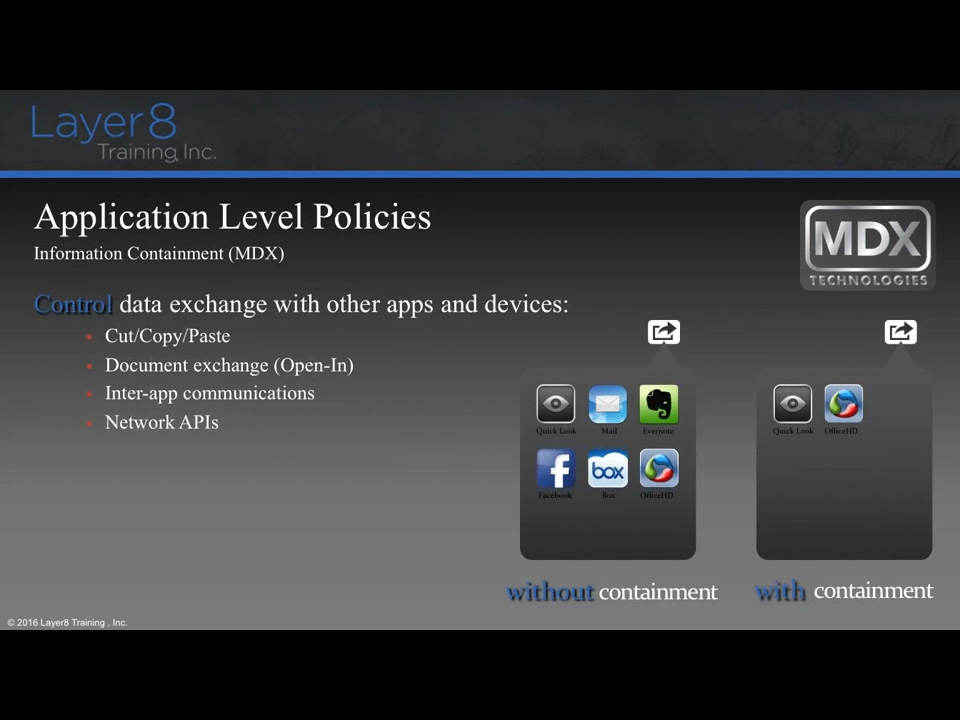 Layer8
Training, Inc.
Application Level Policies
Information Containment (MDX)
MDX
TECHNOLOGIES
Control data exchange with other apps and devices:
Cut/Copy/Paste
Document exchange (Open-In)
Inter-app communications
Network APIs
Quick Look Mail Evernote
box
Facebook Box OfficeHD
without containment
Quick Look OfficeHD
with containment
© 2016 Layer8 Training , Inc.